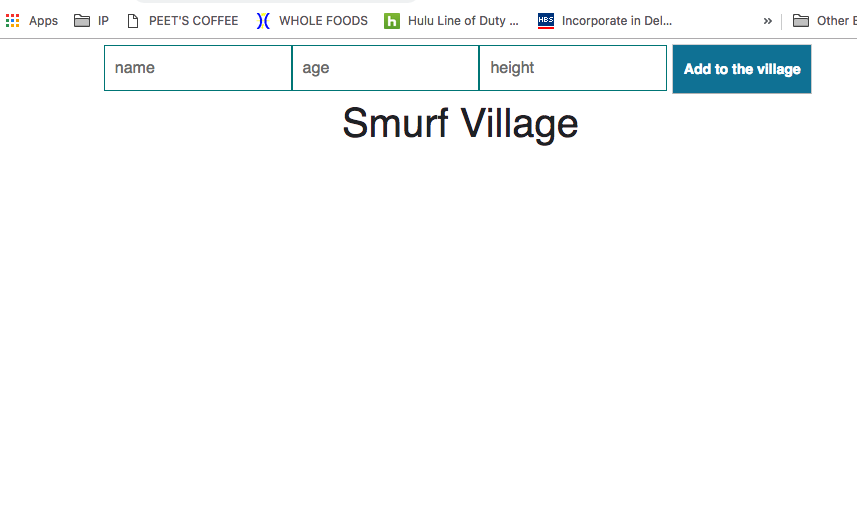 Apps IP PEET'S COFFEE WHOLE FOODS h Hulu Line of Duty ... HBS Incorporate in Del... » Other B
name age height Add to the village
Smurf Village